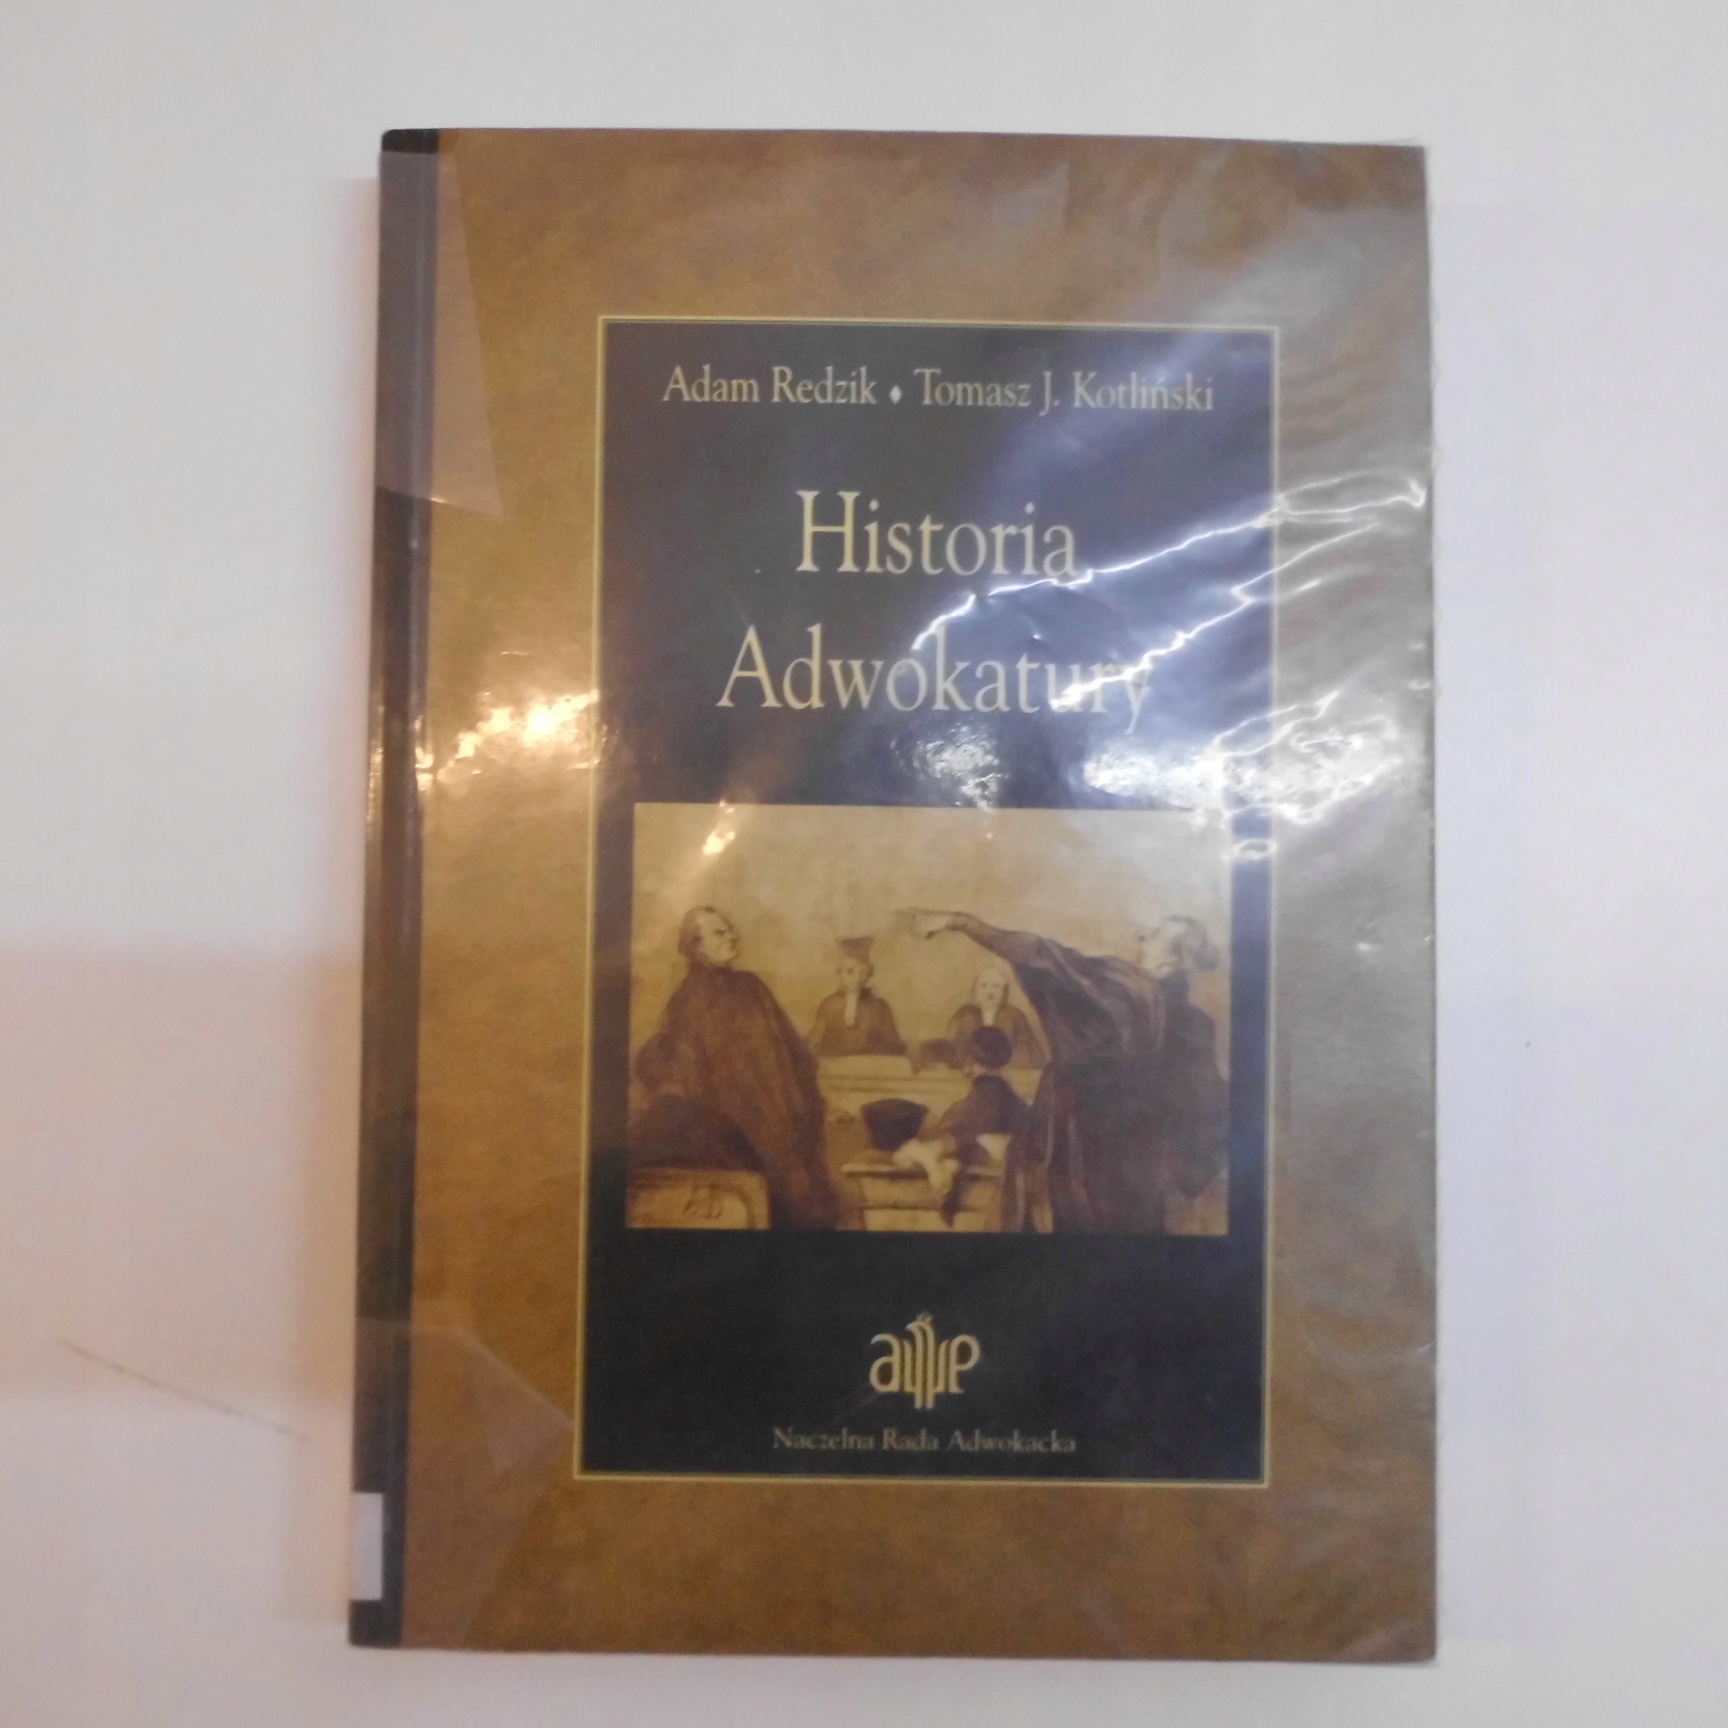 Adam Redzik ♦ Tomasz J. Kotliński
Historia
Adwokatury
Naczelna Rada Adwokacka